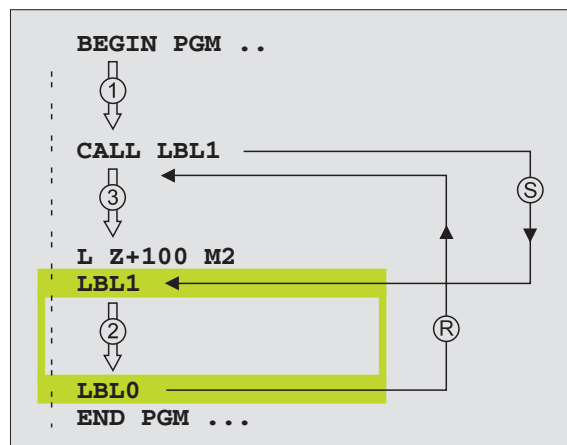 BEGIN PGM ..
1
CALL LBL1
S
3
L Z+100 M2
LBL1
2
R
LBL0
END PGM ...